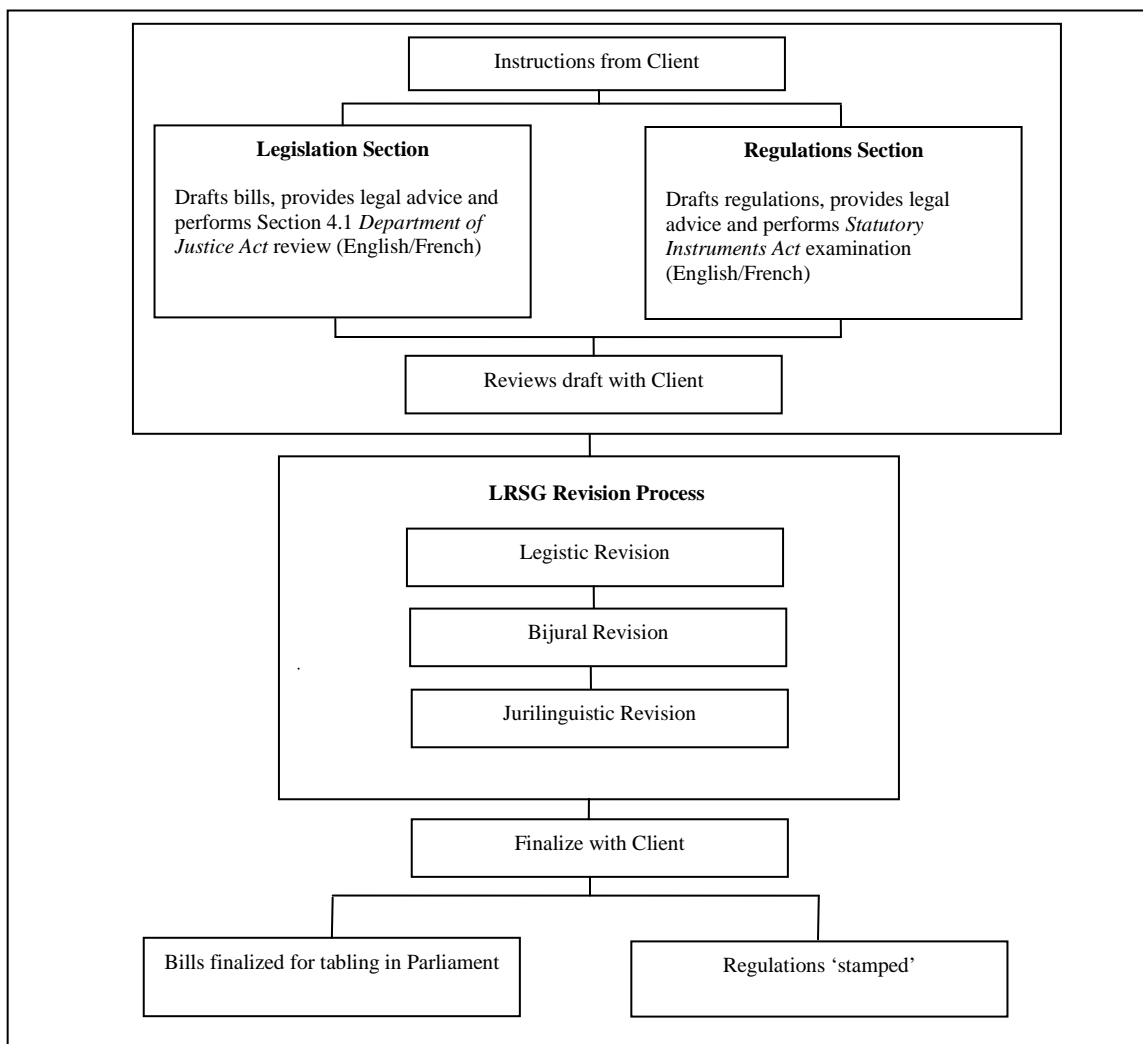 Instructions from Client
Legislation Section
Drafts bills, provides legal advice and
performs Section 4.1 Department of
Justice Act review (English/French)
Regulations Section
Drafts regulations, provides legal
advice and performs Statutory
Instruments Act examination
(English/French)
Reviews draft with Client
LRSG Revision Process
Legistic Revision
Bijural Revision
.
Jurilinguistic Revision
Finalize with Client
Bills finalized for tabling in Parliament
Regulations ‘stamped’